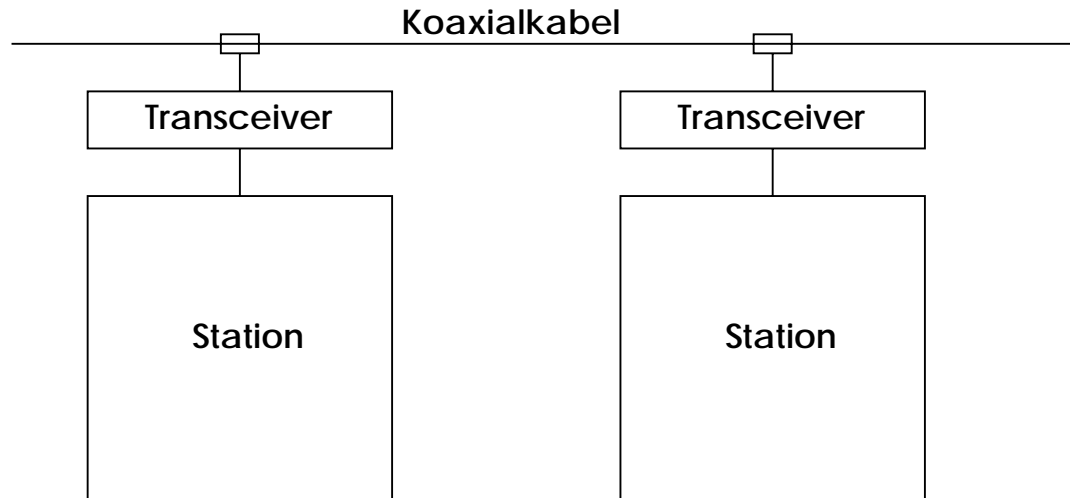 Koaxialkabel
Transceiver
Transceiver
Station
Station